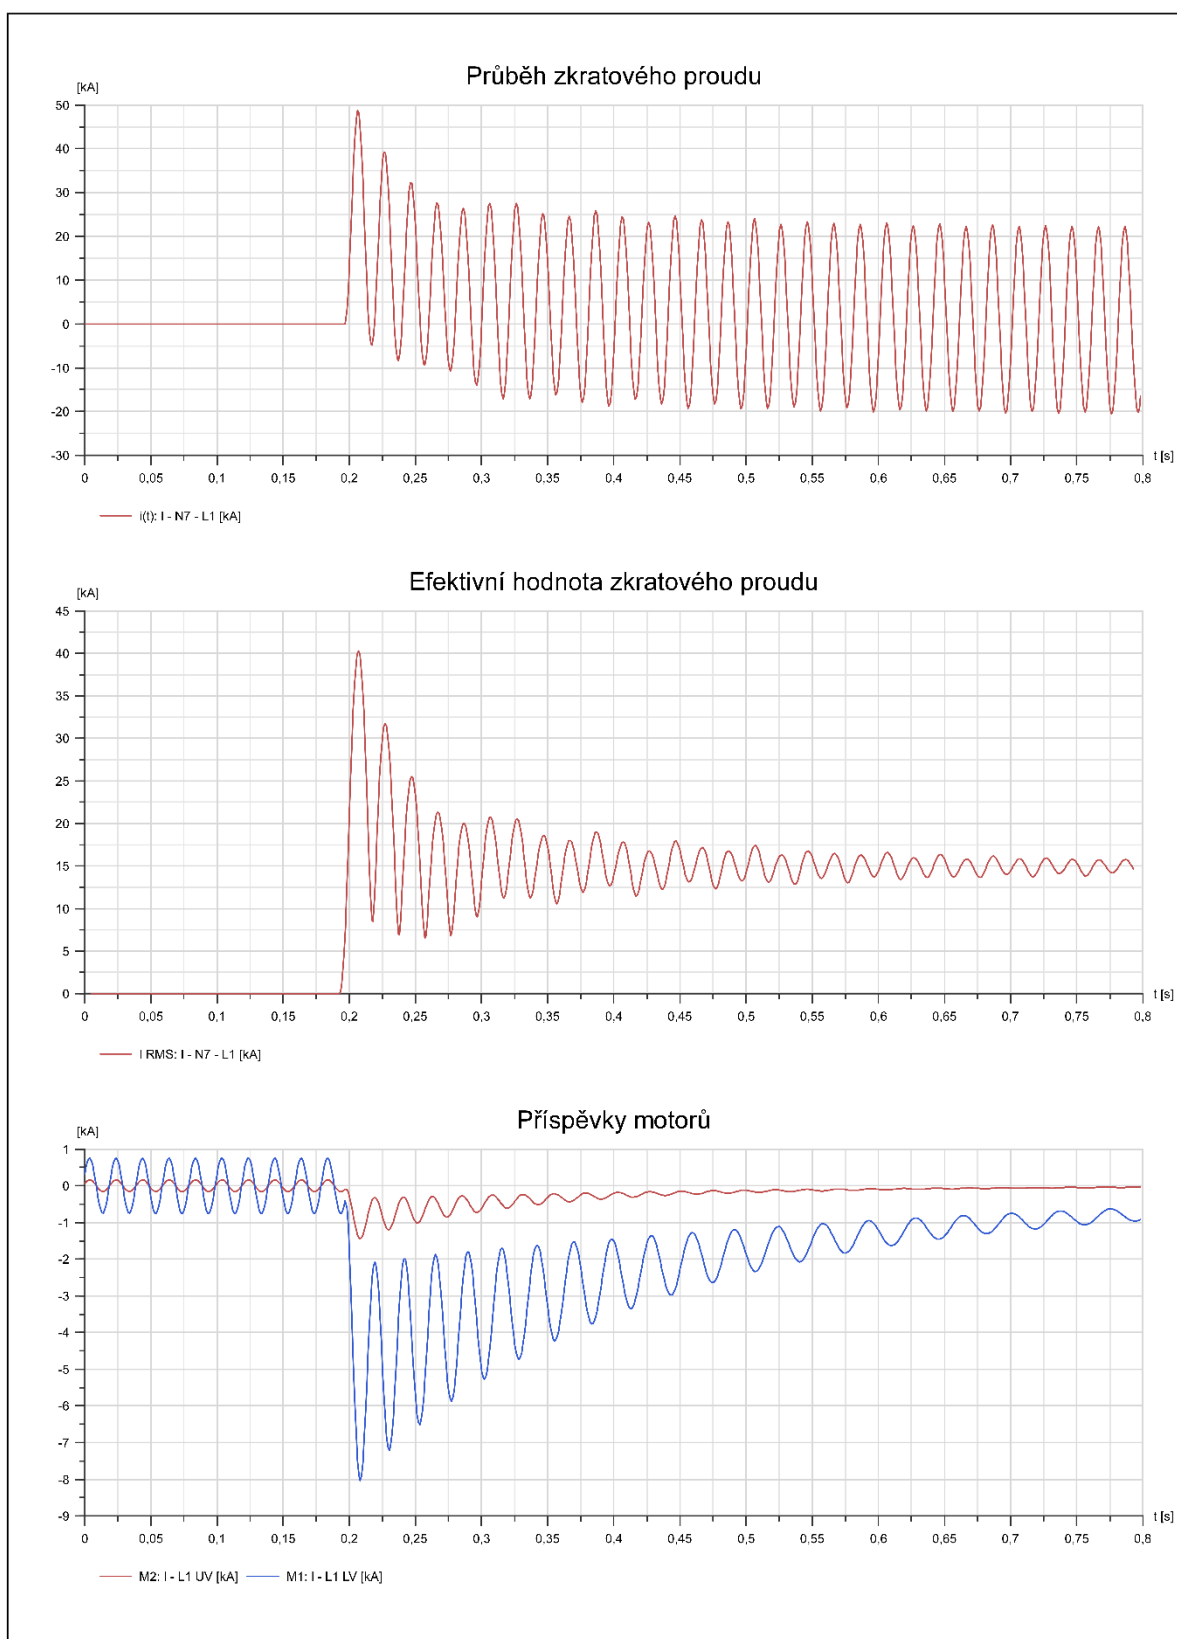 Průběh zkratového proudu
[kA]
50
40
30
20
10
0
-10
-20
-30
t [s]
0 0,05 0,1 0,15 0,2 0,25 0,3 0,35 0,4 0,45 0,5 0,55 0,6 0,65 0,7 0,75 0,8
i(t): I - N7 - L1 [kA]
Efektivní hodnota zkratového proudu
[kA]
45
40
35
30
25
20
15
10
5
0
t [s]
0 0,05 0,1 0,15 0,2 0,25 0,3 0,35 0,4 0,45 0,5 0,55 0,6 0,65 0,7 0,75 0,8
I RMS: I - N7 - L1 [kA]
Příspěvky motorů
[kA]
1
0
-1
-2
-3
-4
-5
-6
-7
-8
-9
t [s]
0 0,05 0,1 0,15 0,2 0,25 0,3 0,35 0,4 0,45 0,5 0,55 0,6 0,65 0,7 0,75 0,8
M2: I - L1 UV [kA] M1: I - L1 LV [kA]